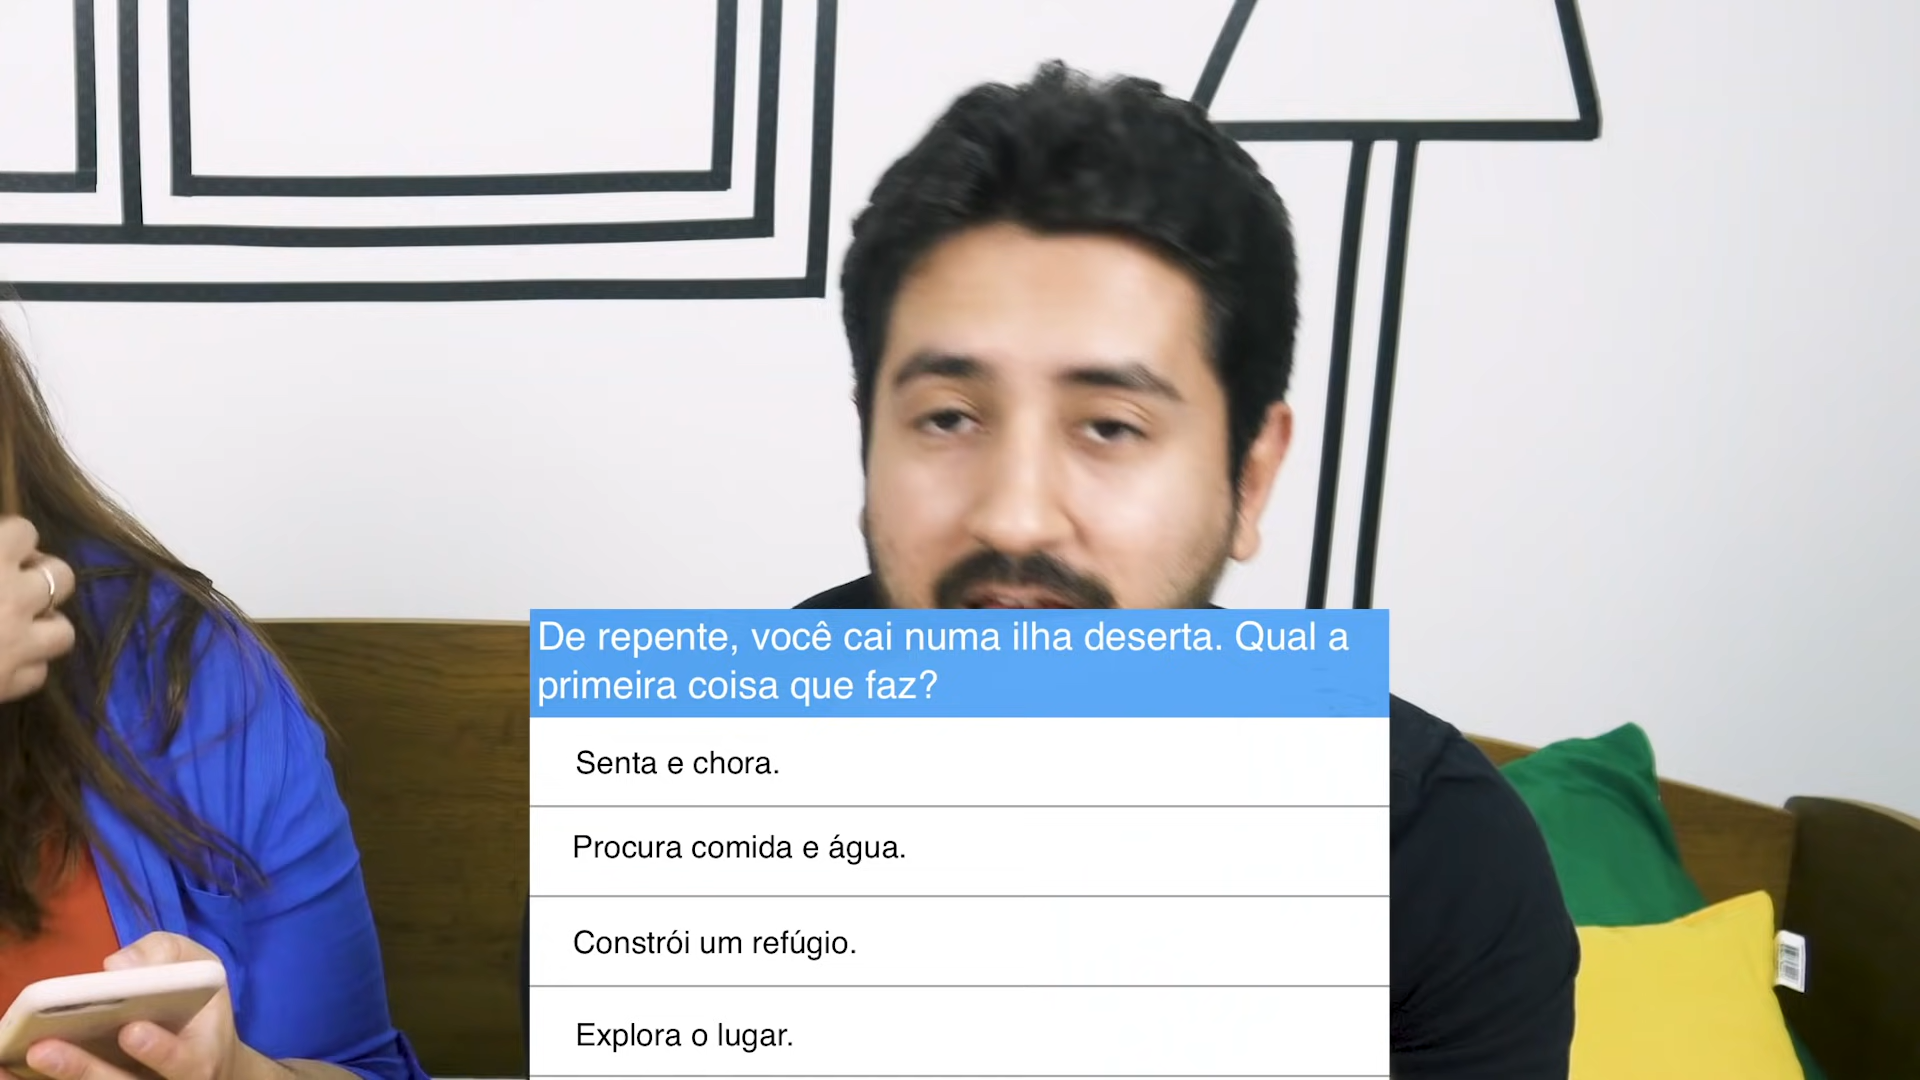 De repente, você cai numa ilha deserta. Qual a
primeira coisa que faz?
Senta e chora.
Procura comida e água.
Constrói um refúgio.
Explora o lugar.